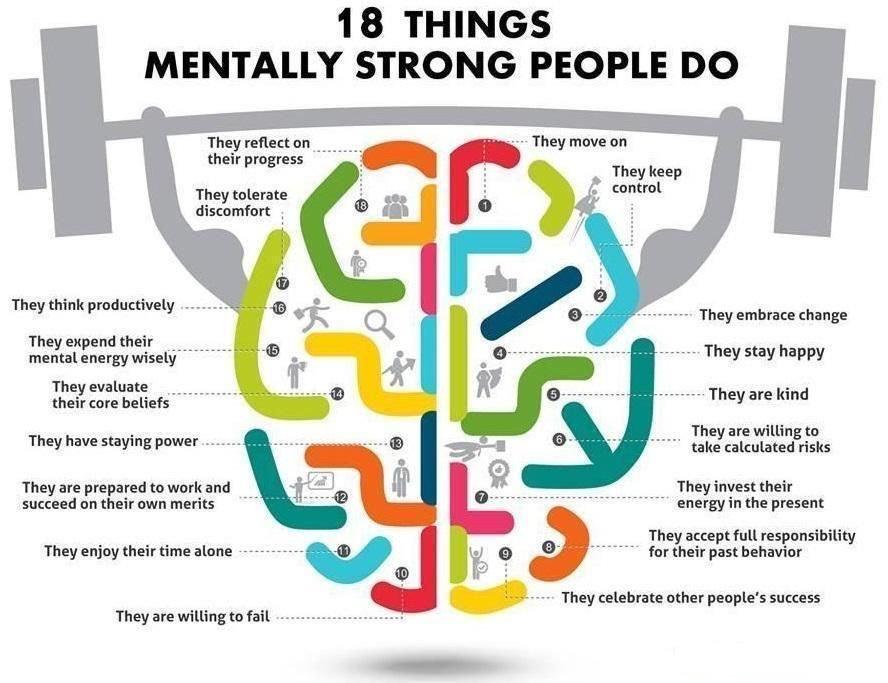 18 THINGS
MENTALLY STRONG PEOPLE DO
1
They move on
2
They keep
control
3
They embrace change
4
They stay happy
5
They are kind
6
They are willing to
take calculated risks
7
They invest their
energy in the present
8
They accept full responsibility
for their past behavior
9
They celebrate other people's success
10
They are willing to fail
11
They enjoy their time alone
12
They are prepared to work and
succeed on their own merits
13
They have staying power
14
They evaluate
their core beliefs
15
They expend their
mental energy wisely
16
They think productively
17
They tolerate
discomfort
18
They reflect on
their progress